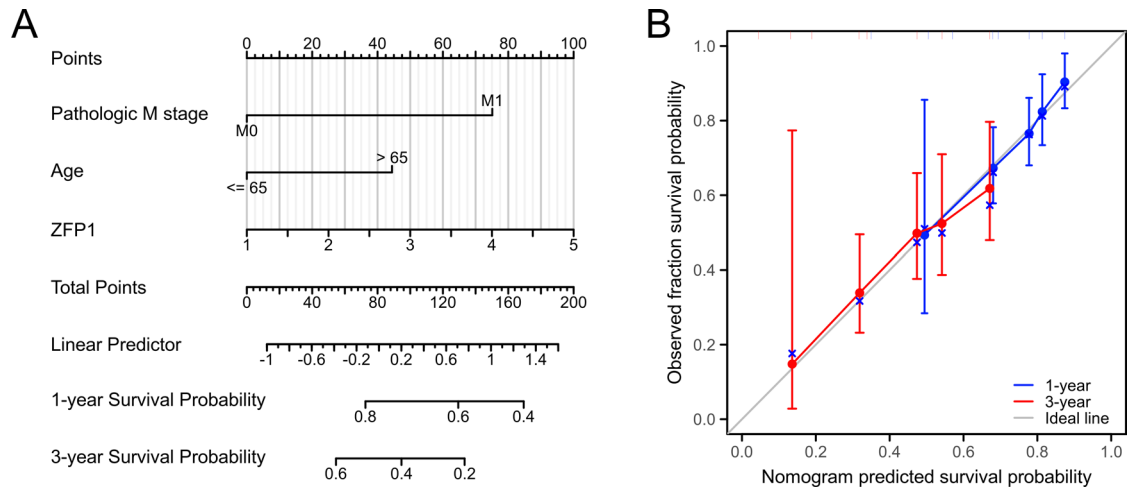 A
Points
0 20 40 60 80 100
Pathologic M stage
M1
M0
Age
> 65
<= 65
ZFP1
1 2 3 4 5
Total Points
0 40 80 120 160 200
Linear Predictor
-1 -0.6 -0.2 0.2 0.6 1 1.4
1-year Survival Probability
0.8 0.6 0.4
3-year Survival Probability
0.6 0.4 0.2
B
Observed fraction survival probability
1.0
0.8
0.6
0.4
0.2
0.0
1-year
3-year
Ideal line
0.0 0.2 0.4 0.6 0.8 1.0
Nomogram predicted survival probability